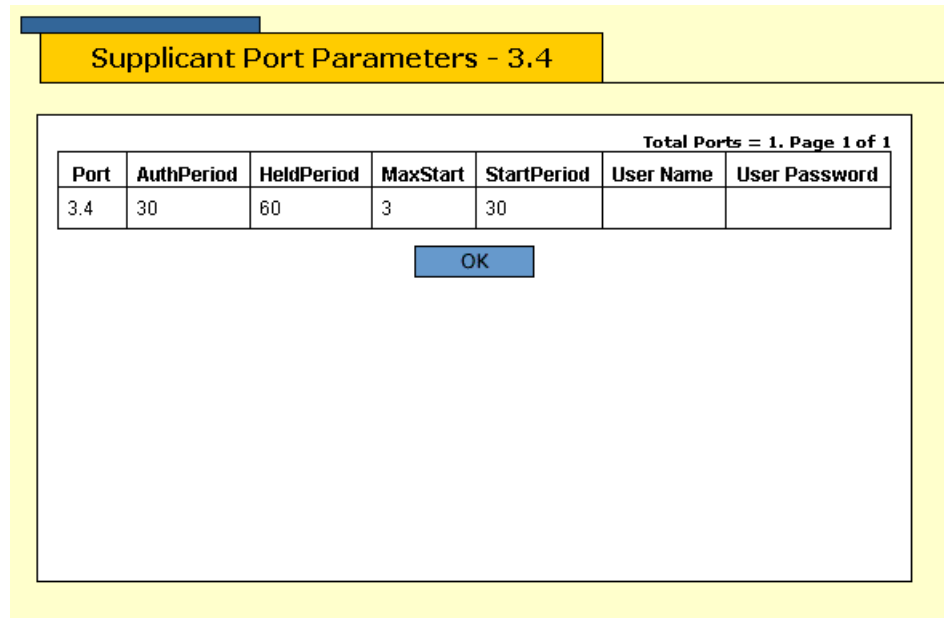 Supplicant Port Parameters - 3.4
Total Ports = 1. Page 1 of 1
Port AuthPeriod HeldPeriod MaxStart StartPeriod User Name User Password
3.4 30 60 3 30
OK